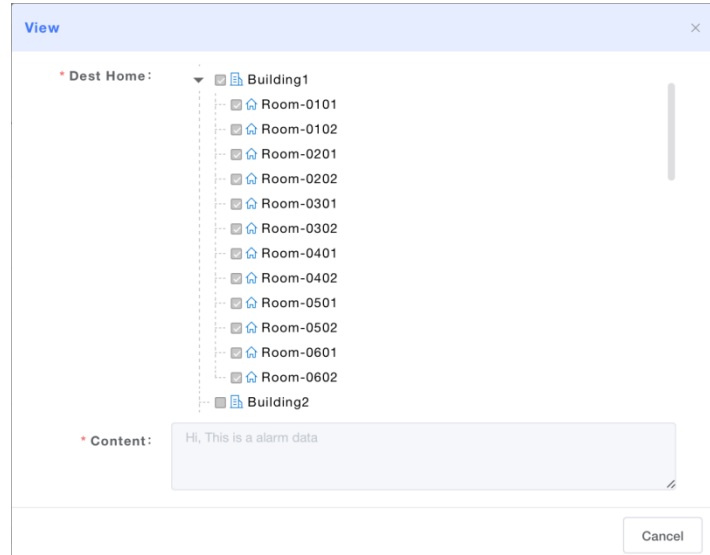 View
* Dest Home:
Building1
Room-0101
Room-0102
Room-0201
Room-0202
Room-0301
Room-0302
Room-0401
Room-0402
Room-0501
Room-0502
Room-0601
Room-0602
Building2
* Content:
Hi, This is a alarm data
Cancel